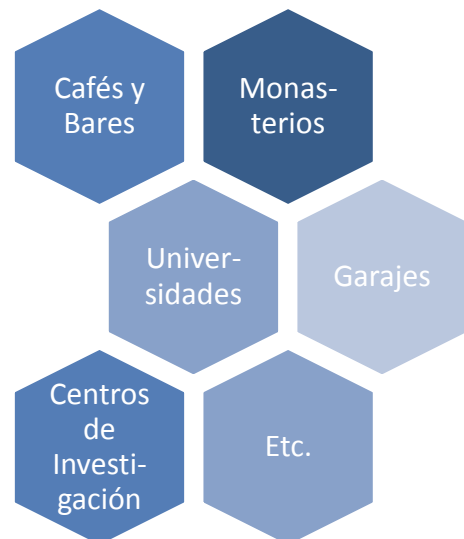 Cafés y
Bares
Monas-
terios
Univer-
sidades
Garajes
Centros
de
Investi-
gación
Etc.